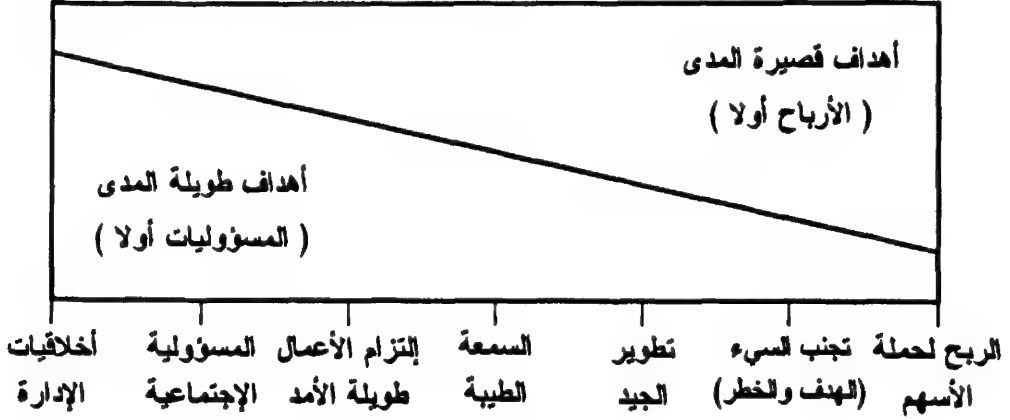 أهداف قصيرة المدى
( الأرباح أولا )
أهداف طويلة المدى
( المسؤوليات أولا )
الربح لحملة
الأسهم
تجنب السيء
(الهدف والخطر)
تطوير
الجيد
السمعة
الطيبة
إلتزام الأعمال
طويلة الأمد
المسؤولية
الإجتماعية
أخلاقيات
الإدارة